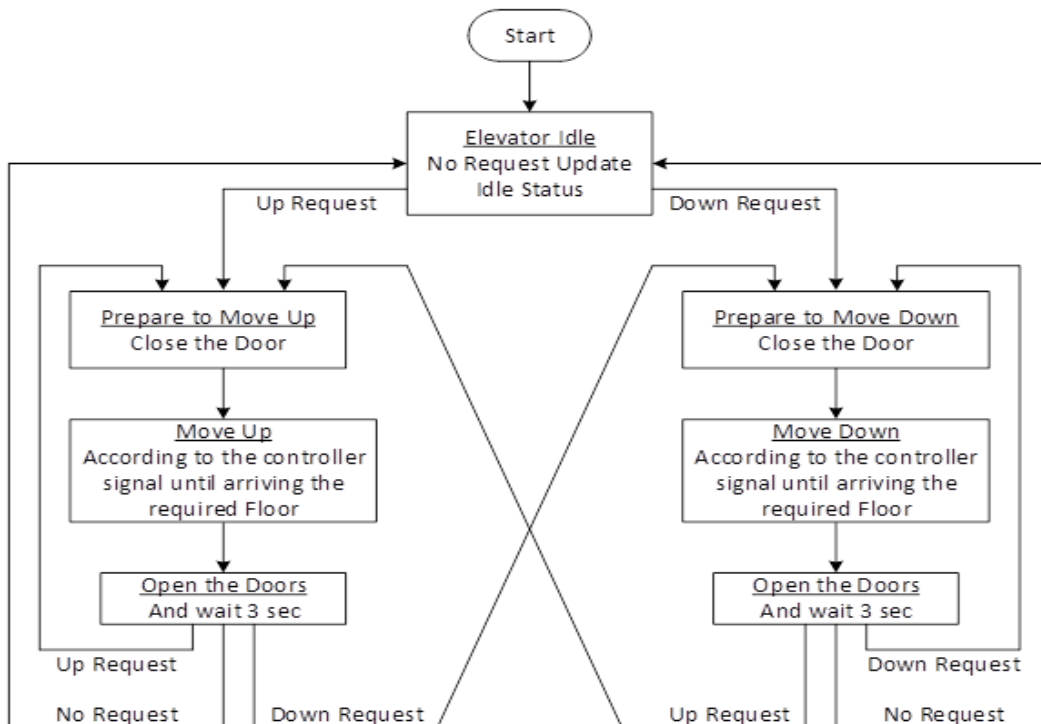 Start
Elevator Idle
No Request Update
Idle Status
Up Request
Down Request
Prepare to Move Up
Close the Door
Prepare to Move Down
Close the Door
Move Up
According to the controller
signal until arriving the
required Floor
Move Down
According to the controller
signal until arriving the
required Floor
Open the Doors
And wait 3 sec
Open the Doors
And wait 3 sec
Up Request
Down Request
No Request
Down Request
Up Request
No Request